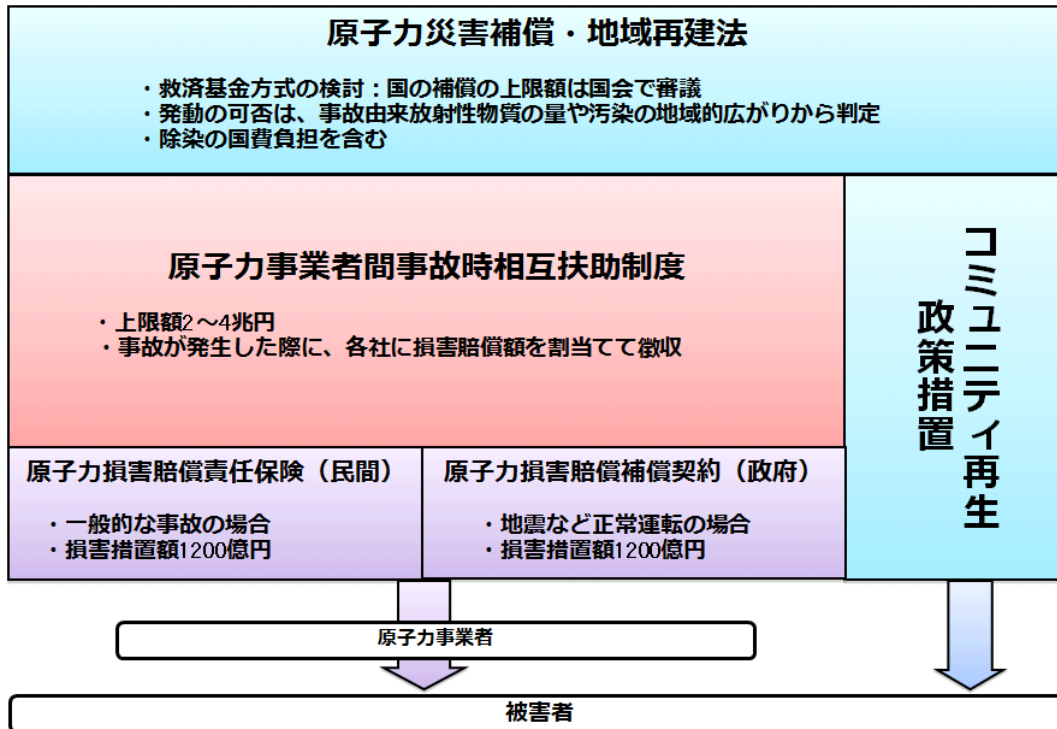 原子力災害補償・地域再建法
・救済基金方式の検討：国の補償の上限額は国会で審議
・発動の可否は、事故由来放射性物質の量や汚染の地域的広がりから判定
・除染の国費負担を含む
原子力事業者間事故時相互扶助制度
・上限額2～4兆円
・事故が発生した際に、各社に損害賠償額を割当てて徴収
コミュニティ再生
政策措置
原子力損害賠償責任保険（民間）
・一般的な事故の場合
・損害措置額1200億円
原子力損害賠償補償契約（政府）
・地震など正常運転の場合
・損害措置額1200億円
原子力事業者
被害者